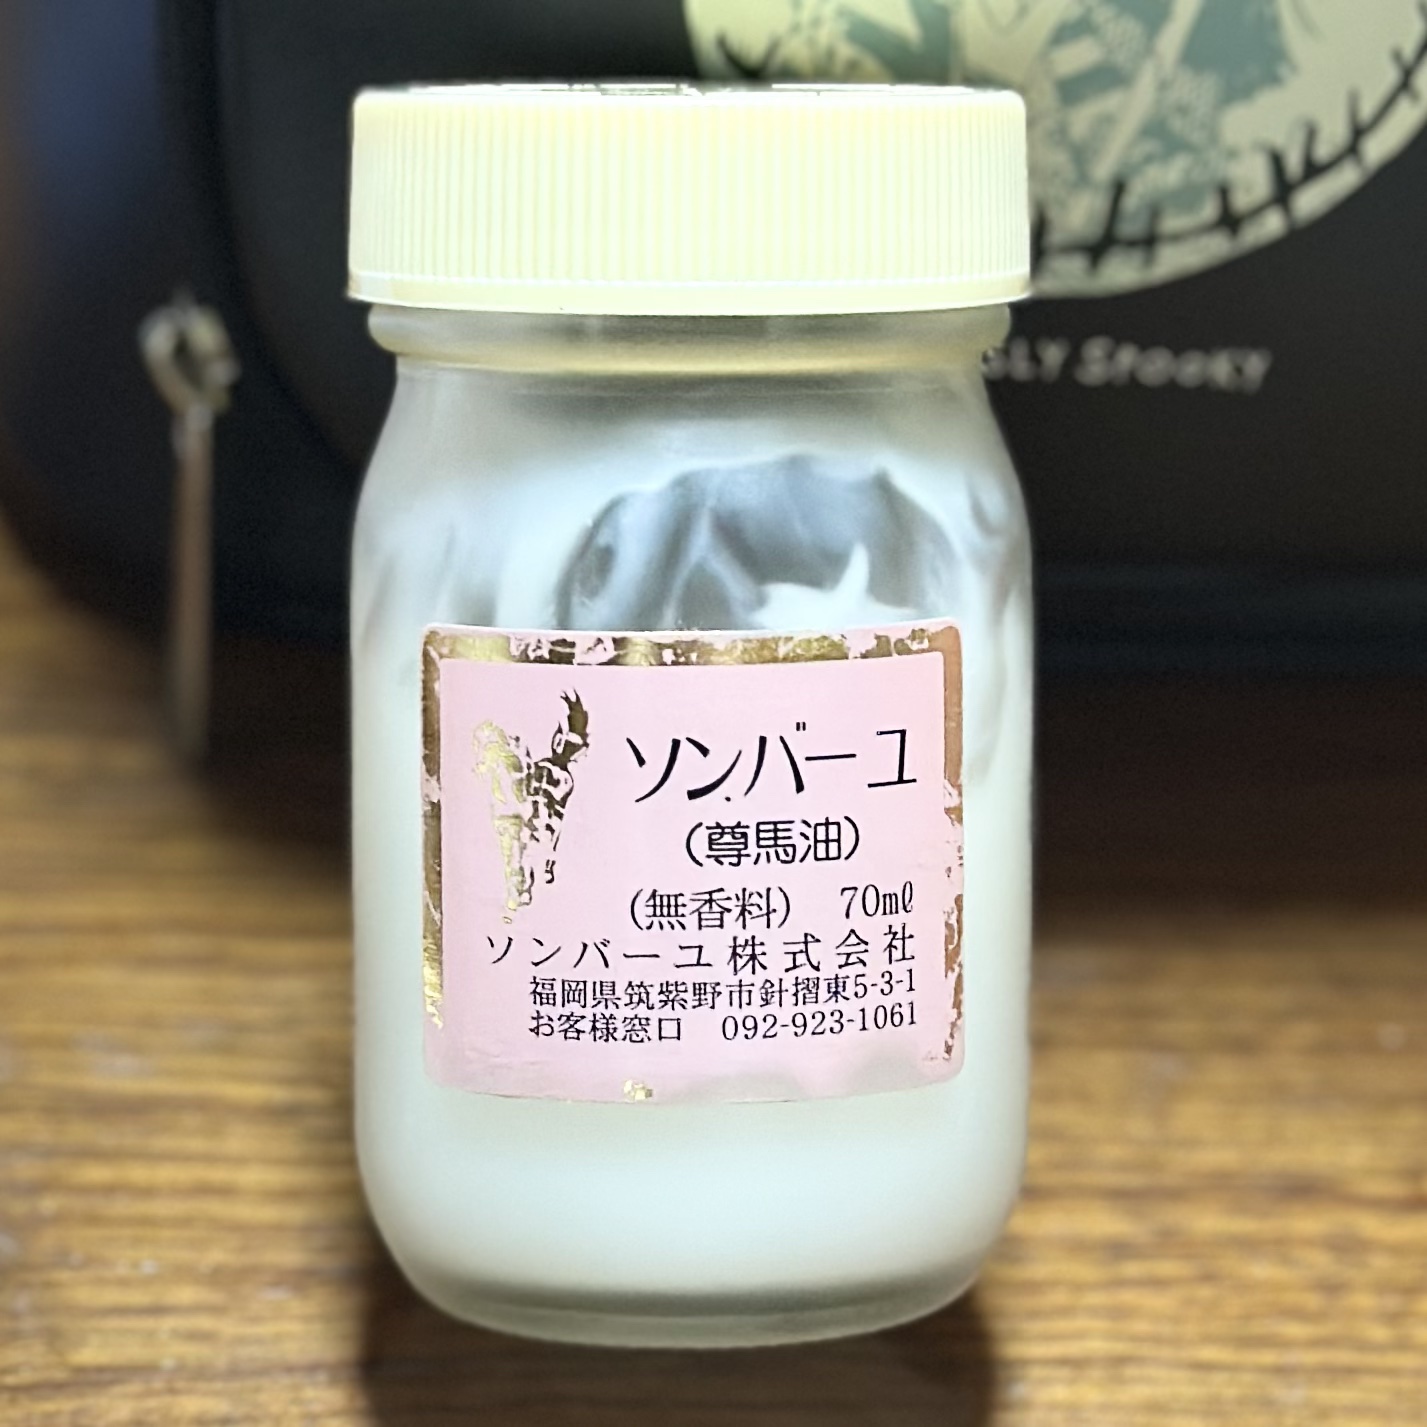 SPOOKY
ソンバーユ
（尊馬油）
（無香料） 70mℓ
ソンバーユ株式会社
福岡県筑紫野市針摺東5-3-1
お客様窓口 092-923-1061